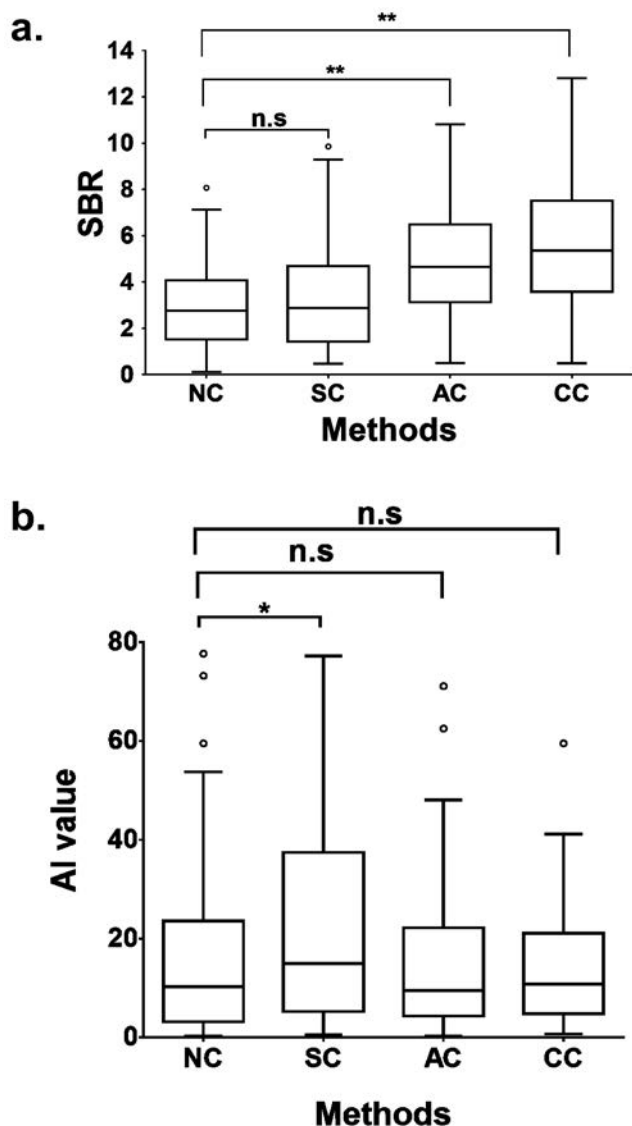 a.
**
**
n.s
14
12
10
8
6
4
2
0
SBR
NC SC AC CC
Methods
b.
n.s
n.s
*
80
60
40
20
0
AI value
NC SC AC CC
Methods